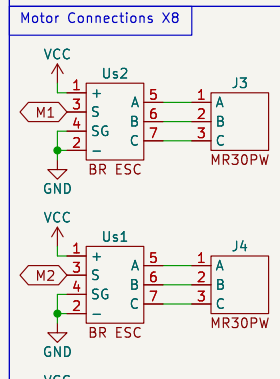 Motor Connections X8
VCC
Us2
J3
1 + A 5 1 A
M1 3 S B 6 2 B
4 SG C 7 3 C
2 −
BR ESC
MR30PW
GND
VCC
Us1
J4
1 + A 5 1 A
M2 3 S B 6 2 B
4 SG C 7 3 C
2 −
BR ESC
MR30PW
GND